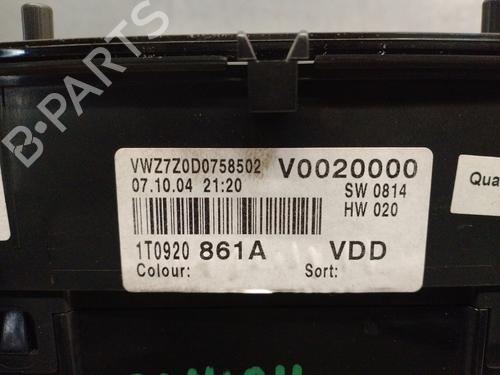 VWZ7Z0D0758502 V0020000
07.10.04 21:20 SW 0814
HW 020
1T0920 861A VDD
Colour: Sort:
Qua
B-PARTS